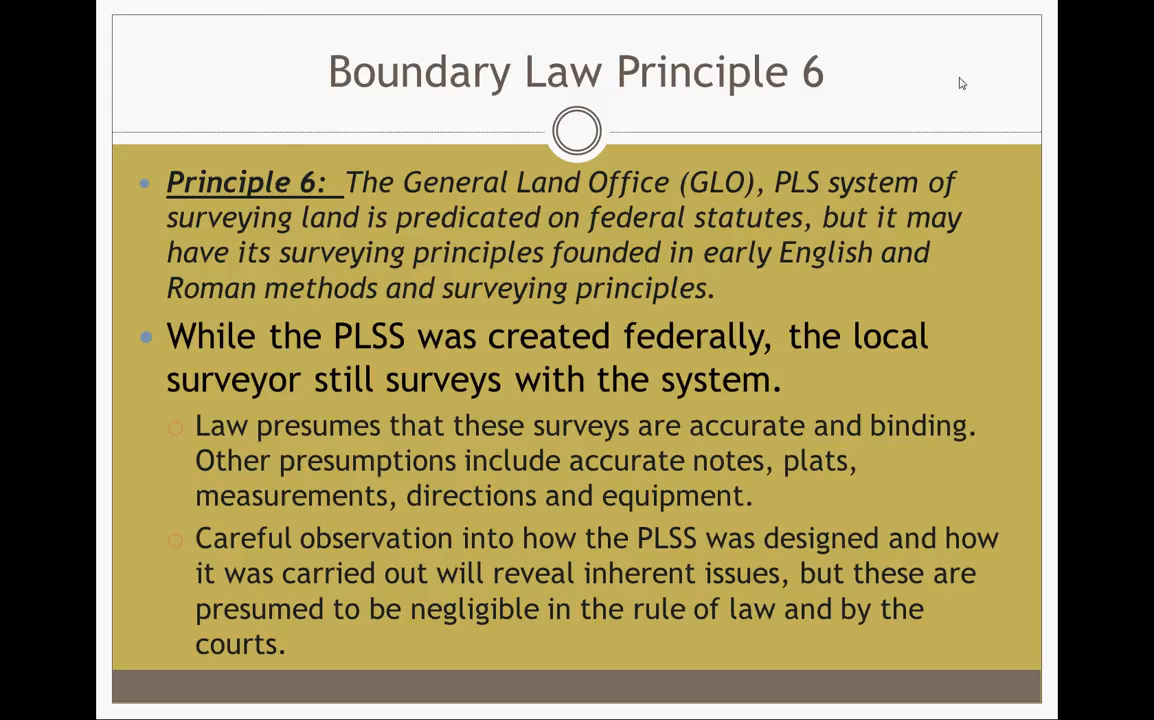 Boundary Law Principle 6
Principle 6: The General Land Office (GLO), PLS system of
surveying land is predicated on federal statutes, but it may
have its surveying principles founded in early English and
Roman methods and surveying principles.
While the PLSS was created federally, the local
surveyor still surveys with the system.
Law presumes that these surveys are accurate and binding.
Other presumptions include accurate notes, plats,
measurements, directions and equipment.
Careful observation into how the PLSS was designed and how
it was carried out will reveal inherent issues, but these are
presumed to be negligible in the rule of law and by the
courts.